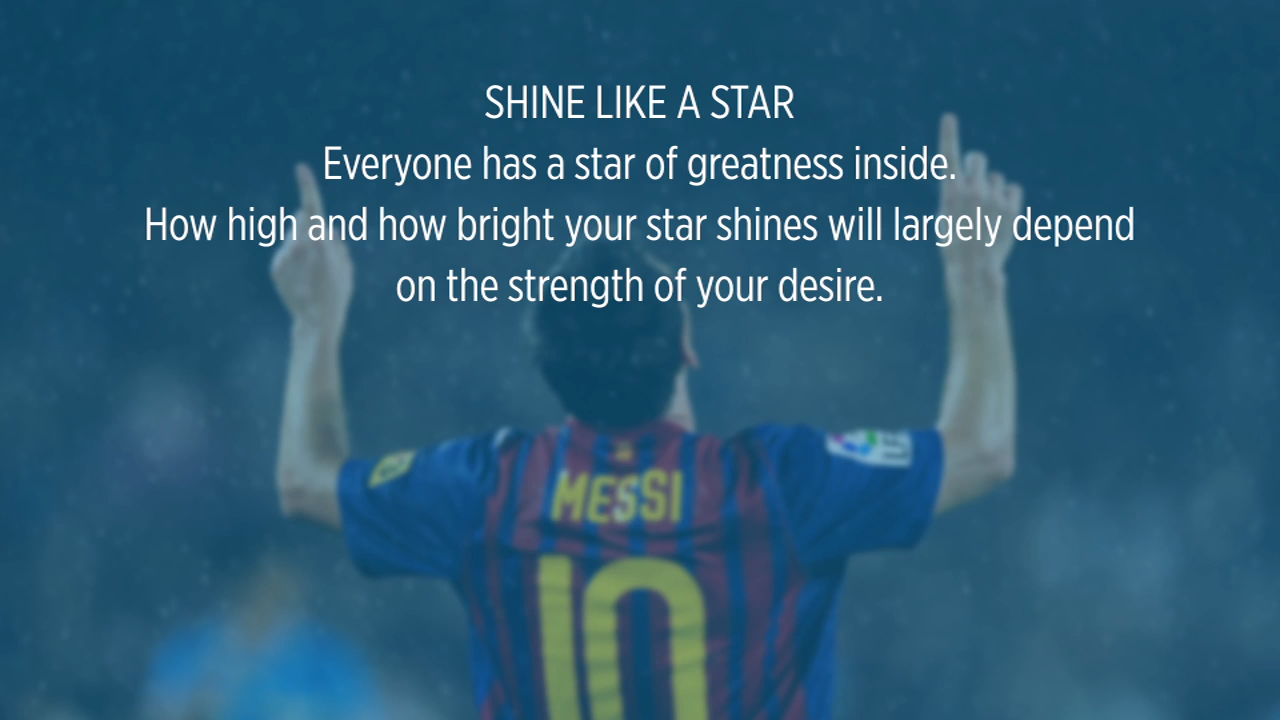 SHINE LIKE A STAR
Everyone has a star of greatness inside.
How high and how bright your star shines will largely depend
on the strength of your desire.
MESSI
10